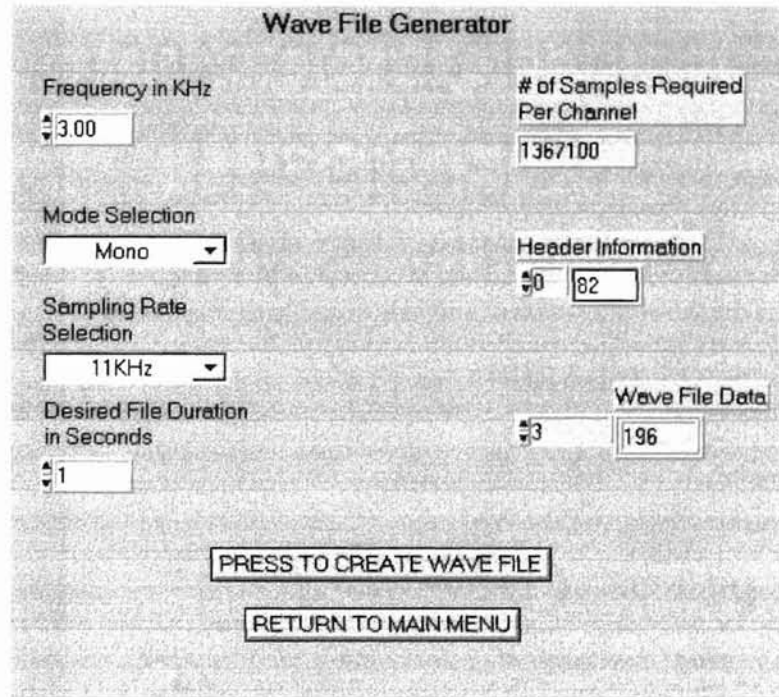 Wave File Generator
Frequency in KHz
3.00
Mode Selection
Mono
Sampling Rate
Selection
11KHz
Desired File Duration
in Seconds
1
# of Samples Required
Per Channel
1367100
Header Information
0 82
Wave File Data
3 196
PRESS TO CREATE WAVE FILE
RETURN TO MAIN MENU